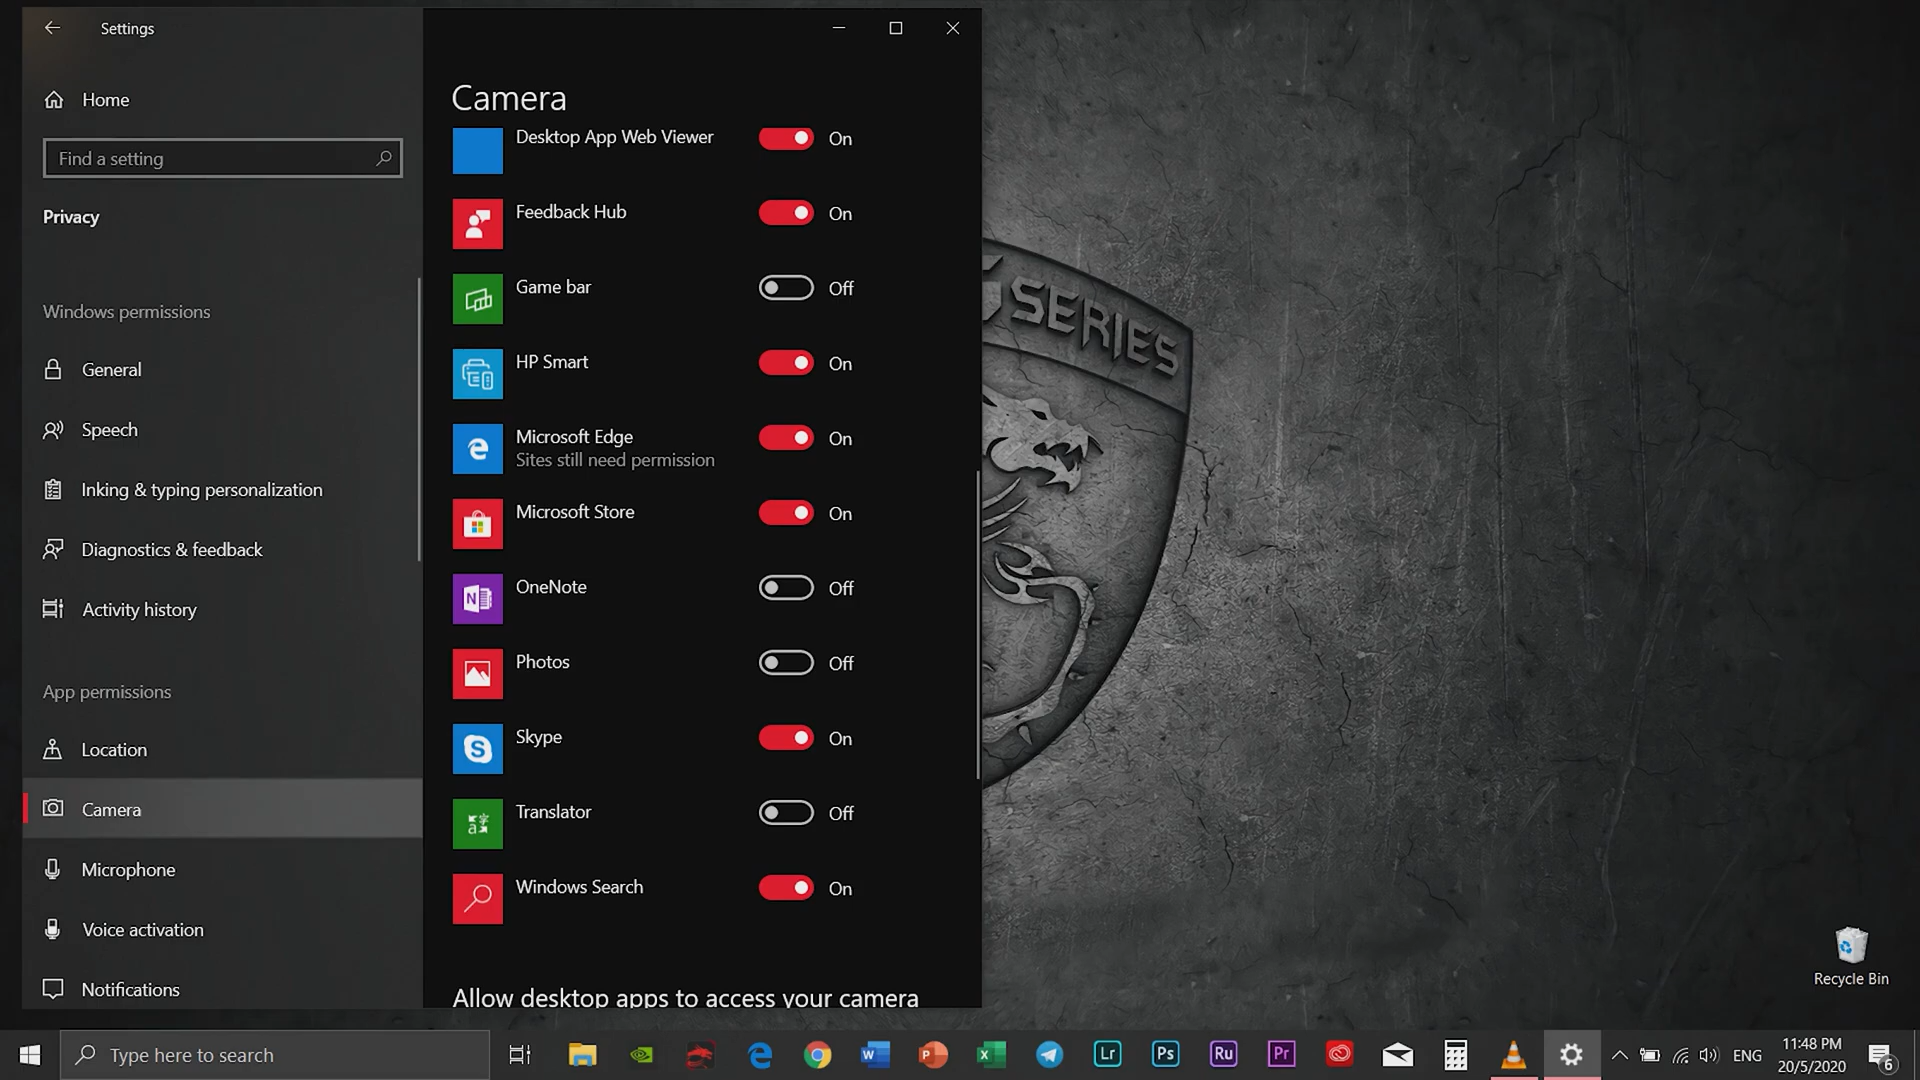 Settings
Home
Find a setting
Privacy
Windows permissions
General
Speech
Inking & typing personalization
Diagnostics & feedback
Activity history
App permissions
Location
Camera
Microphone
Voice activation
Notifications
Camera
Desktop App Web Viewer On
Feedback Hub On
Game bar Off
HP Smart On
Microsoft Edge On
Sites still need permission
Microsoft Store On
OneNote Off
Photos Off
Skype On
Translator Off
Windows Search On
Allow desktop apps to access your camera
SERIES
Recycle Bin
Type here to search
Lr
Ps
Ru
Pr
ENG
11:48 PM
20/5/2020
6